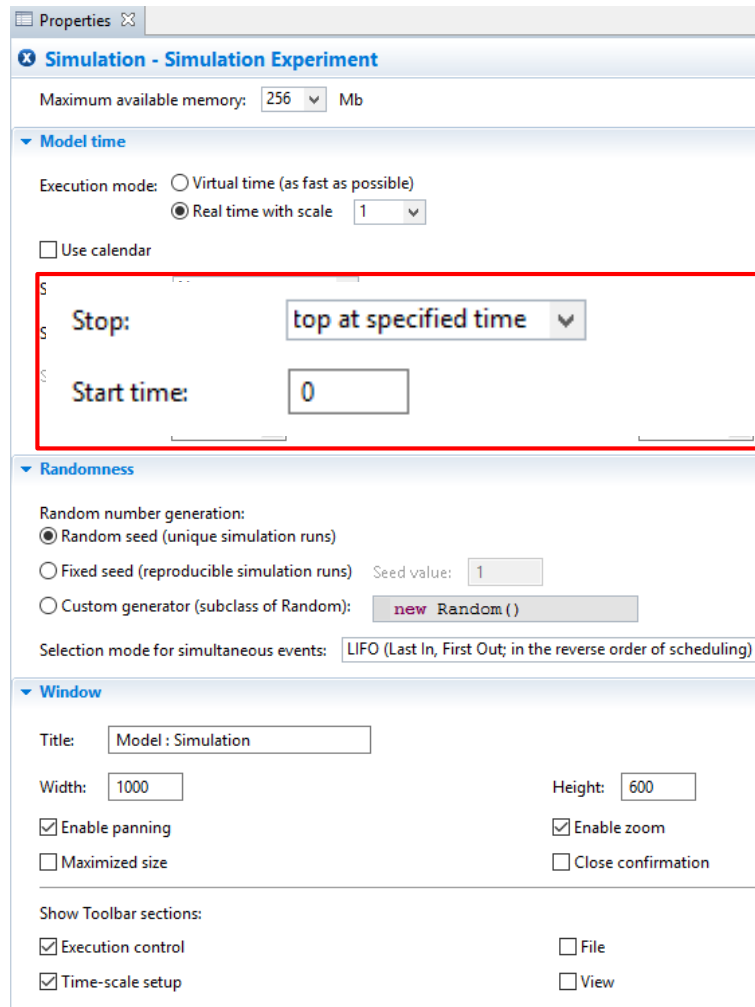 Properties
Simulation - Simulation Experiment
Maximum available memory: 256 Mb
Model time
Execution mode: Virtual time (as fast as possible)
Real time with scale 1
Use calendar
Stop: top at specified time
Start time: 0
Randomness
Random number generation:
Random seed (unique simulation runs)
Fixed seed (reproducible simulation runs) Seed value: 1
Custom generator (subclass of Random): new Random()
Selection mode for simultaneous events: LIFO (Last In, First Out; in the reverse order of scheduling)
Window
Title: Model : Simulation
Width: 1000 Height: 600
Enable panning Enable zoom
Maximized size Close confirmation
Show Toolbar sections:
Execution control File
Time-scale setup View